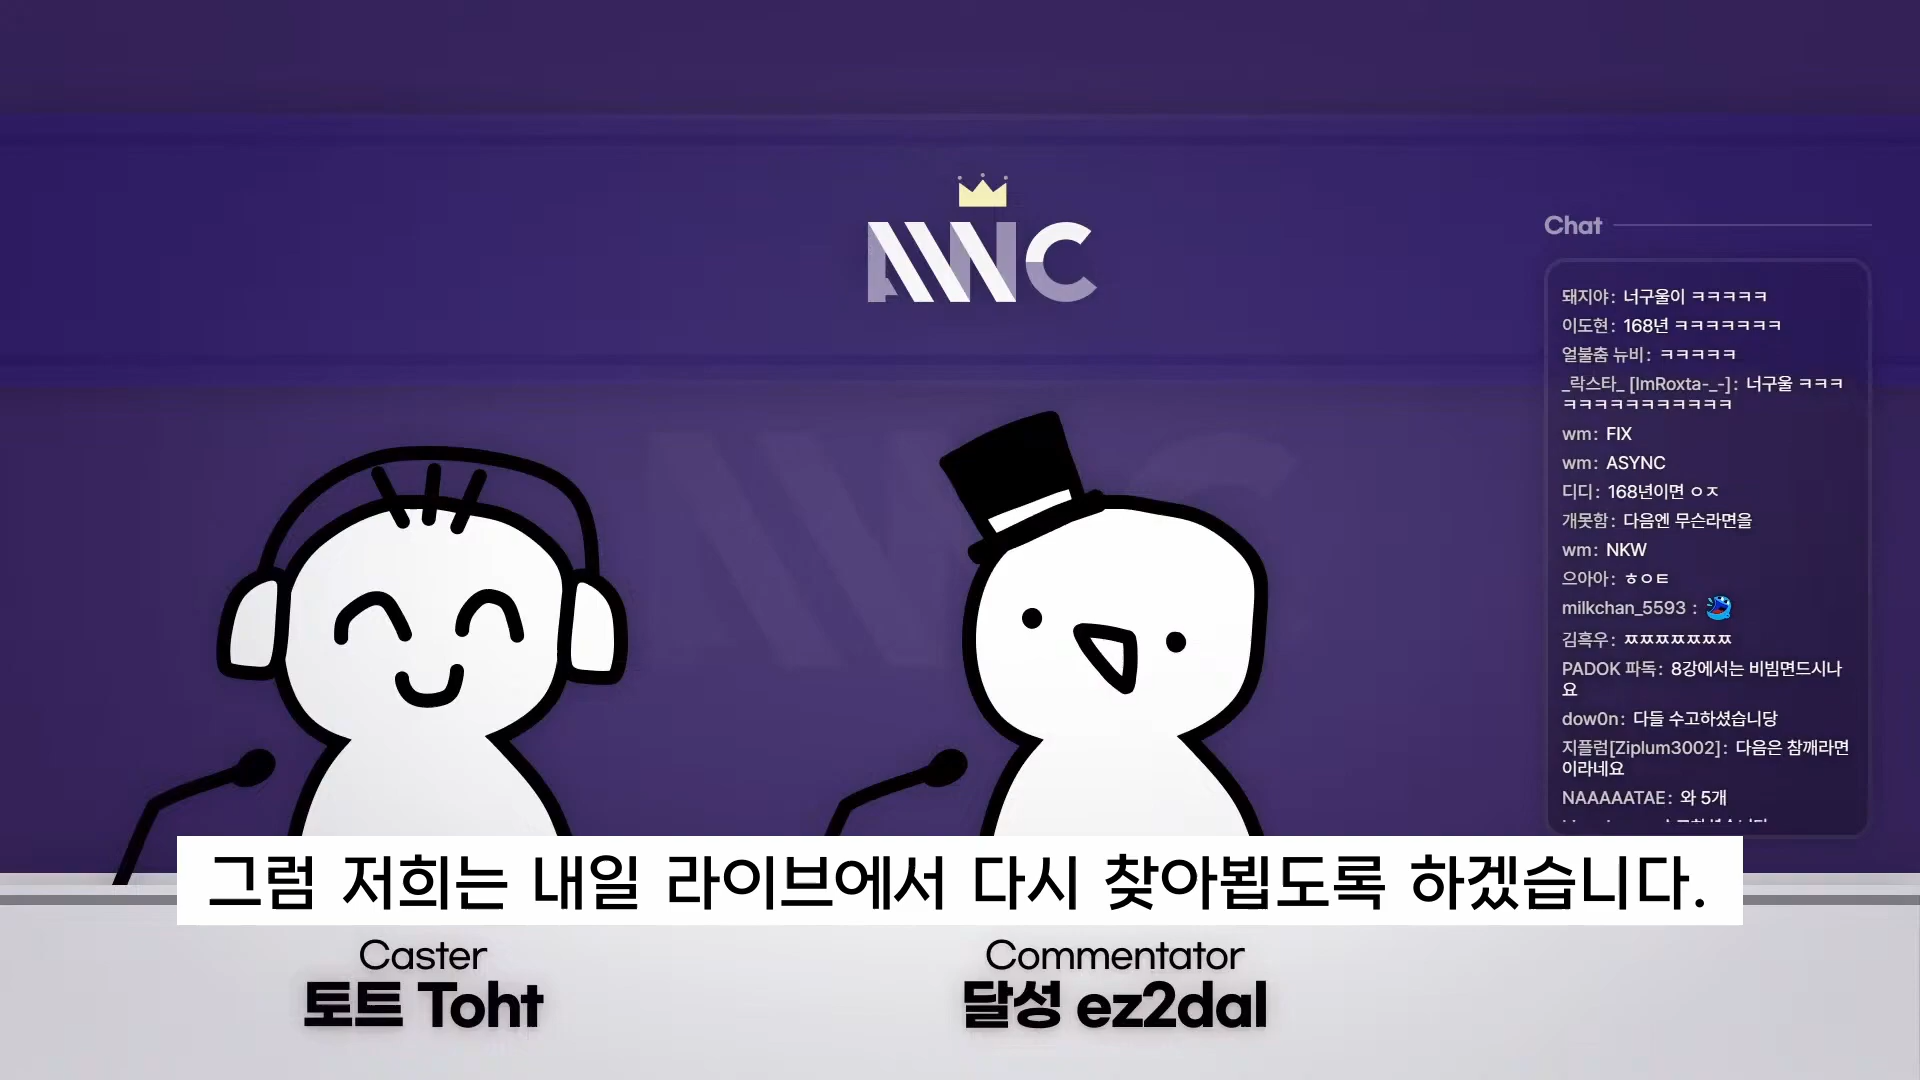 AWC
Chat
돼지야: 너구울이 ㅋㅋㅋㅋㅋ
이도현: 168년 ㅋㅋㅋㅋㅋㅋㅋ
얼불춤 뉴비: ㅋㅋㅋㅋㅋ
_락스타_ [ImRoxta-_-]: 너구울 ㅋㅋㅋ
ㅋㅋㅋㅋㅋㅋㅋㅋㅋㅋㅋ
wm: FIX
wm: ASYNC
디디: 168년이면 ㅇㅈ
개못함: 다음엔 무슨라면을
wm: NKW
으아아: ㅎㅇㅌ
milkchan_5593 :
김흑우: ㅉㅉㅉㅉㅉㅉㅉ
PADOK 파독: 8강에서는 비빔면드시나
요
dow0n: 다들 수고하셨습니당
지플럼[Ziplum3002]: 다음은 참깨라면
이라네요
NAAAAATAE: 와 5개
그럼 저희는 내일 라이브에서 다시 찾아뵙도록 하겠습니다.
Caster
토트 Toht
Commentator
달성 ez2dal